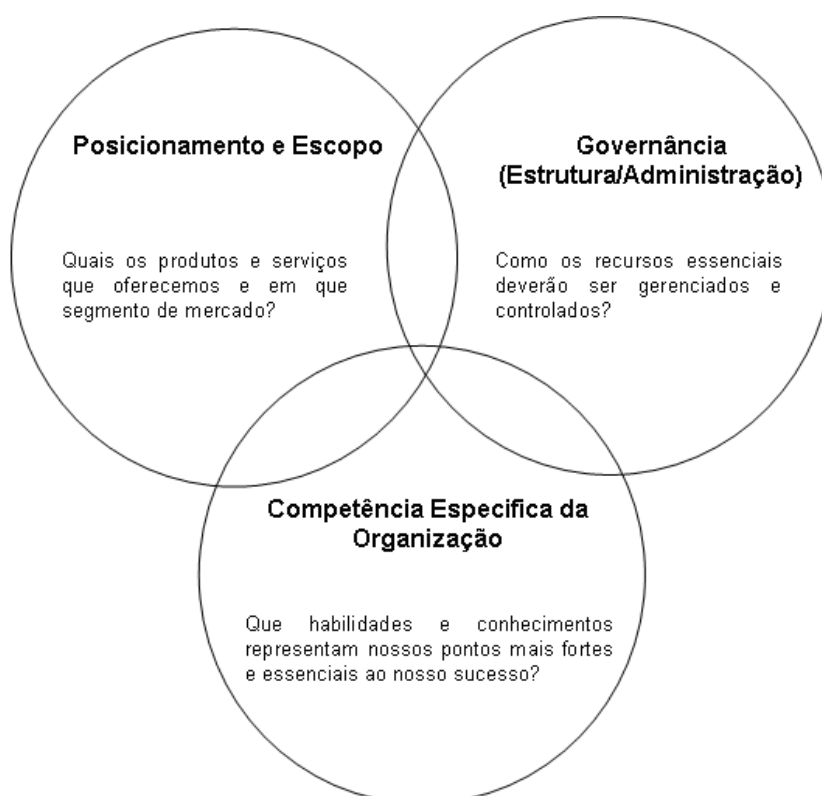 Posicionamento e Escopo
Quais os produtos e serviços
que oferecemos e em que
segmento de mercado?
Governância
(Estrutura/Administração)
Como os recursos essenciais
deverão ser gerenciados e
controlados?
Competência Especifica da
Organização
Que habilidades e conhecimentos
representam nossos pontos mais fortes
e essenciais ao nosso sucesso?